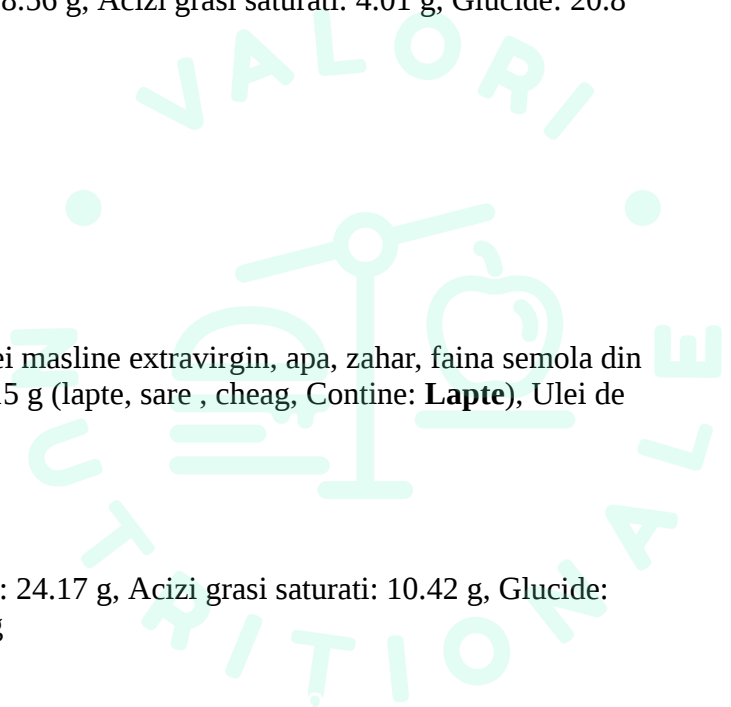 8.56 g, Acizi grasi saturati: 4.01 g, Glucide: 20.8
VALORI
ei masline extravirgin, apa, zahar, faina semola din
5 g (lapte, sare , cheag, Contine: Lapte), Ulei de
: 24.17 g, Acizi grasi saturati: 10.42 g, Glucide:
g
NUTRITIONALE